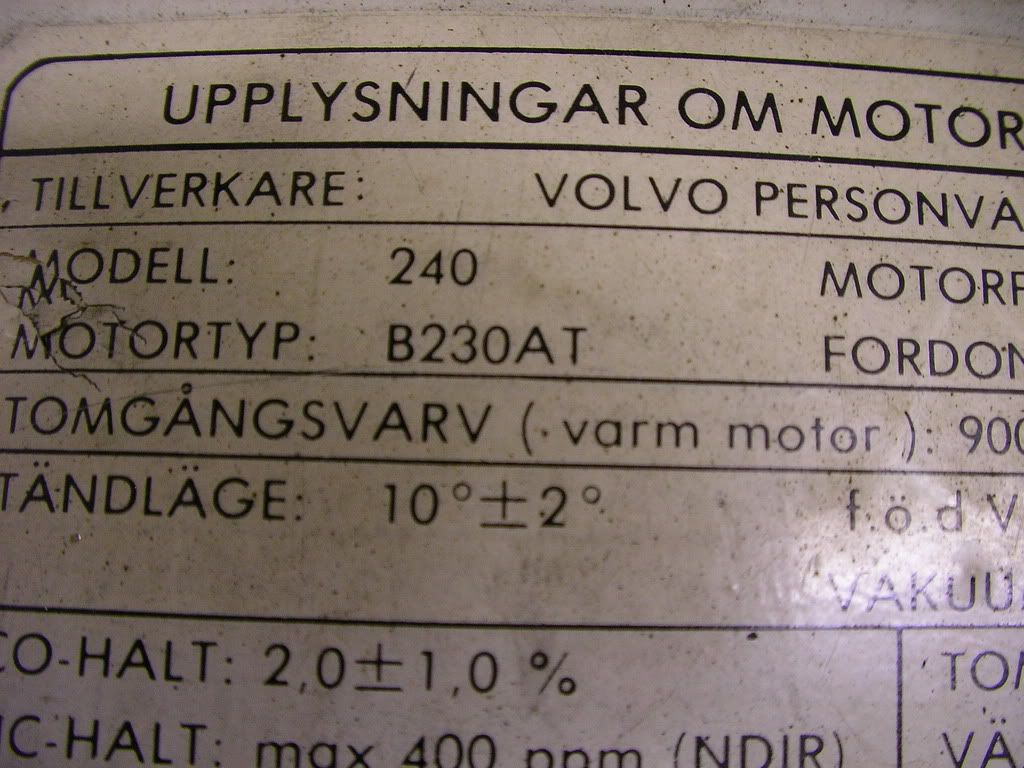 UPPLYSNINGAR OM MOTOR
TILLVERKARE: VOLVO PERSONVA
MODELL: 240 MOTORF
MOTORTYP: B230AT FORDON
TOMGÅNGSVARV ( varm motor ): 900
TÄNDLÄGE: 10°±2° f.ö.d V
VAKUU
CO-HALT: 2,0±1,0 % TOM
HC-HALT: max 400 ppm (NDIR) VÄ